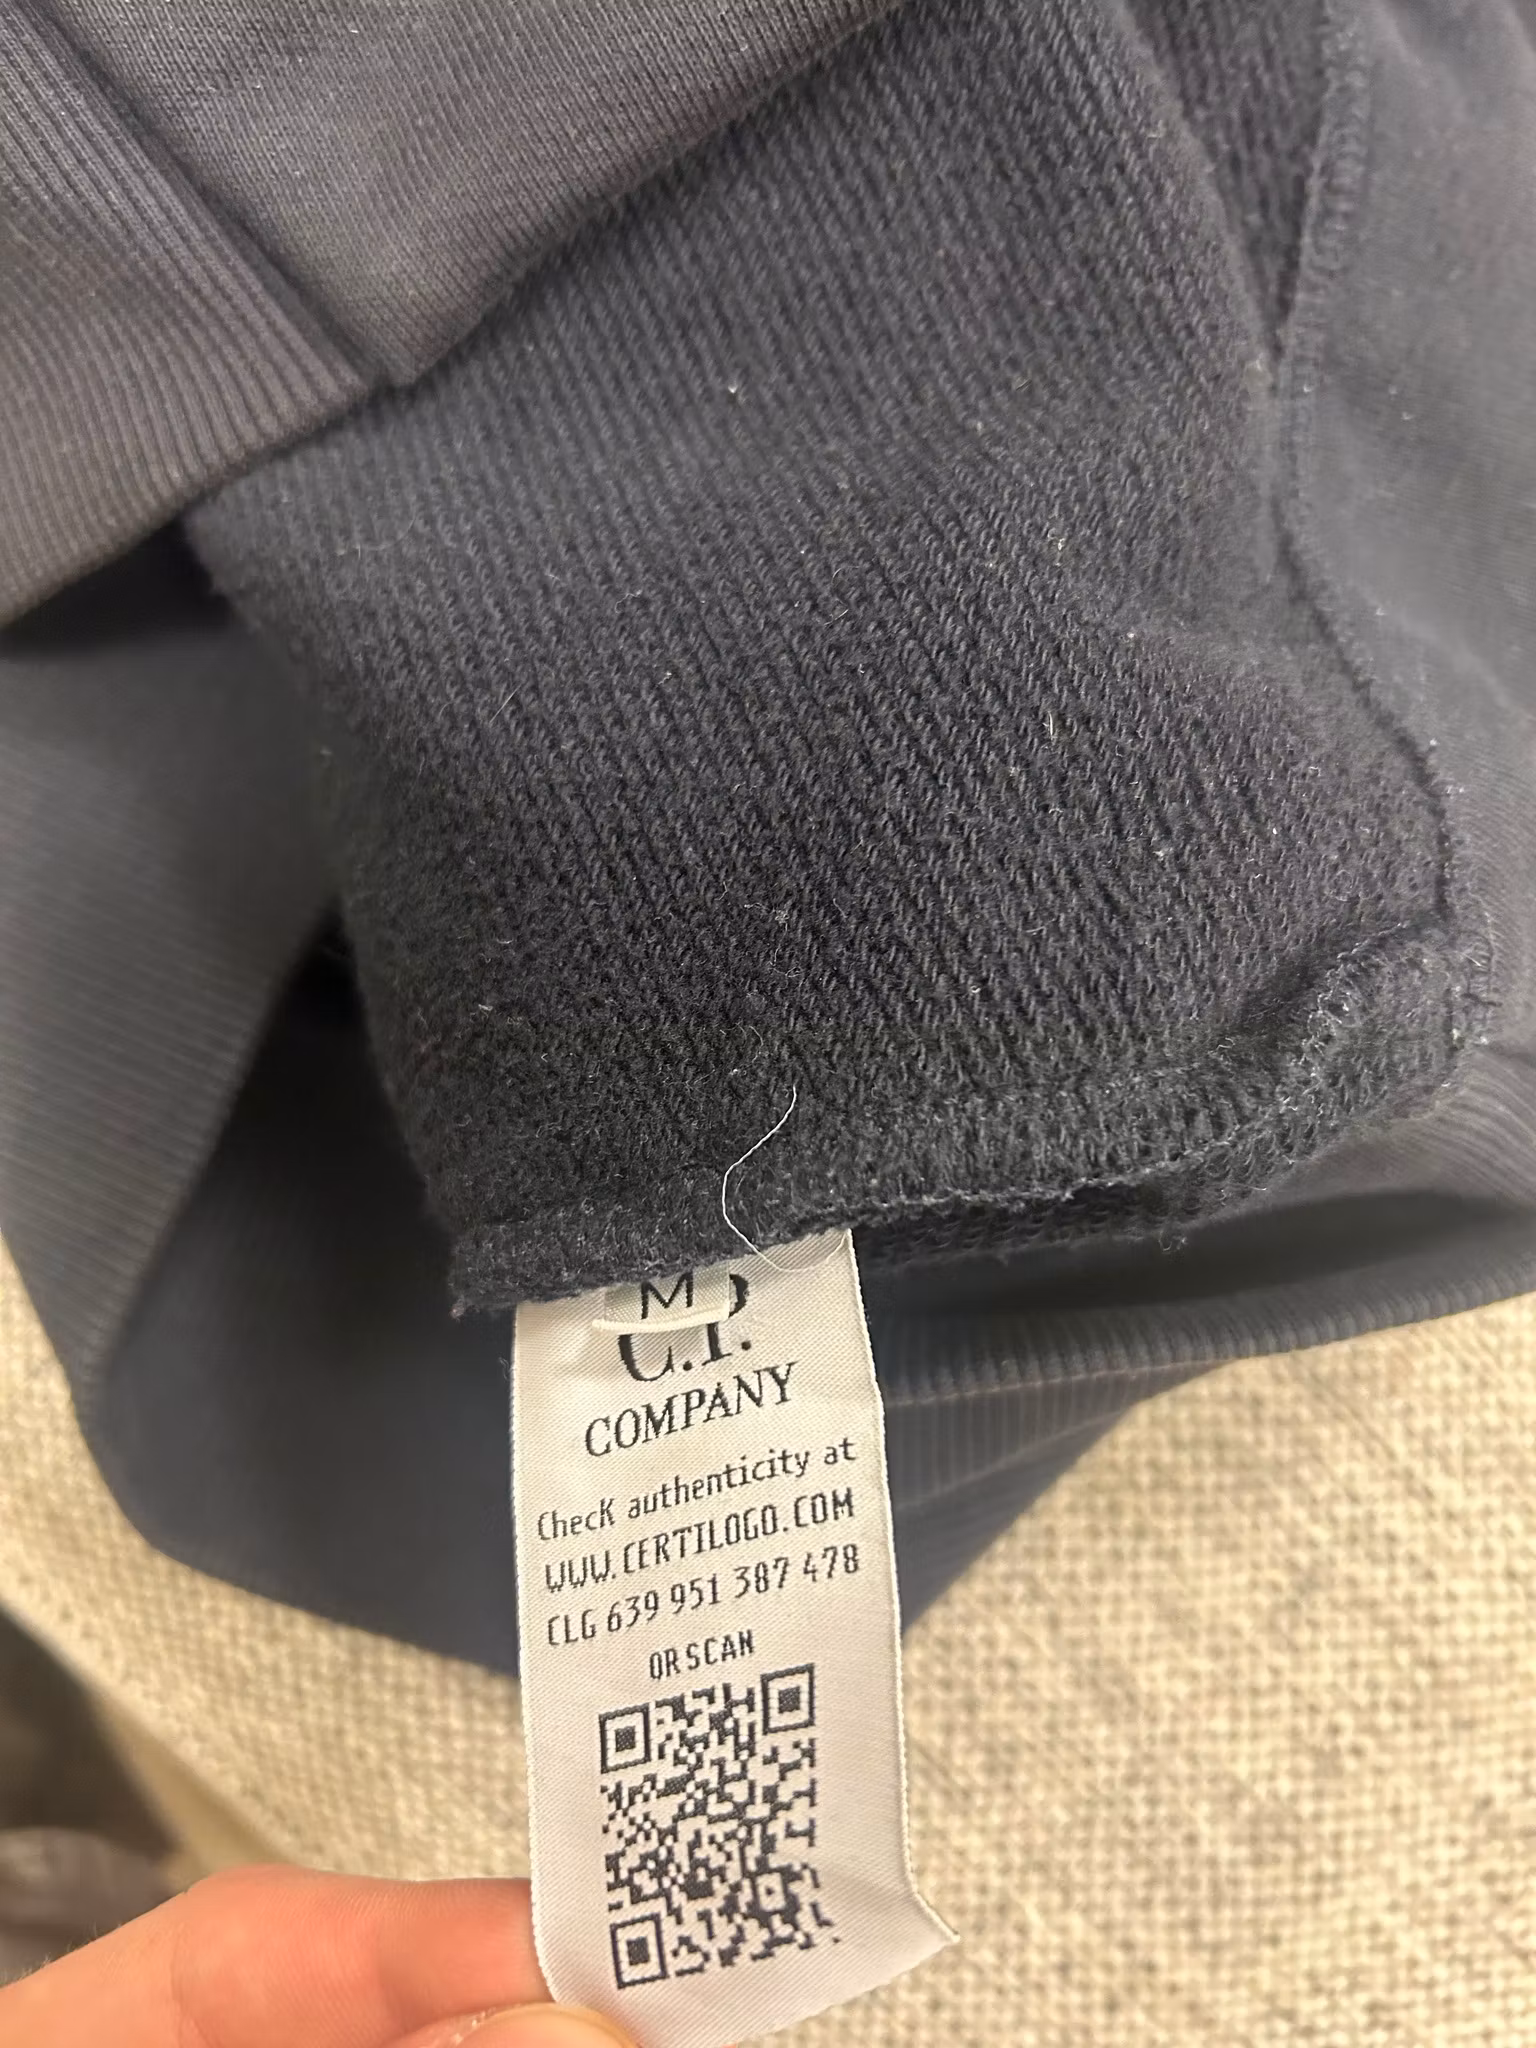 M
C.P.
COMPANY
ChecK authenticity at
WWW.CERTILOGO.COM
CLG 639 951 387 478
OR SCAN